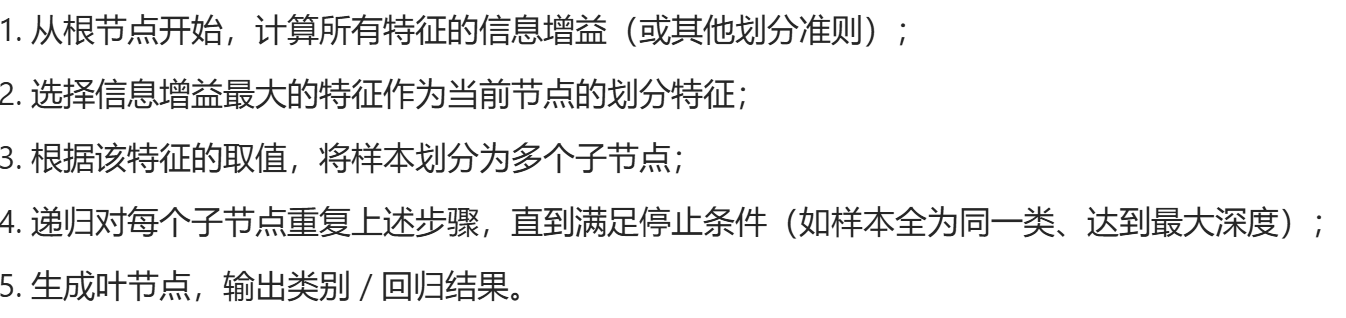 1. 从根节点开始，计算所有特征的信息增益（或其他划分准则）；
2. 选择信息增益最大的特征作为当前节点的划分特征；
3. 根据该特征的取值，将样本划分为多个子节点；
4. 递归对每个子节点重复上述步骤，直到满足停止条件（如样本全为同一类、达到最大深度）；
5. 生成叶节点，输出类别 / 回归结果。